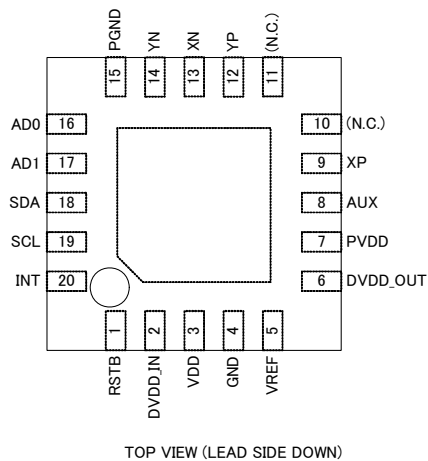 PGND YN XN YP (N.C.)
15 14 13 12 11
AD0 16 10 (N.C.)
AD1 17 9 XP
SDA 18 8 AUX
SCL 19 7 PVDD
INT 20 6 DVDD_OUT
1 2 3 4 5
RSTB DVDD_IN VDD GND VREF
TOP VIEW (LEAD SIDE DOWN)